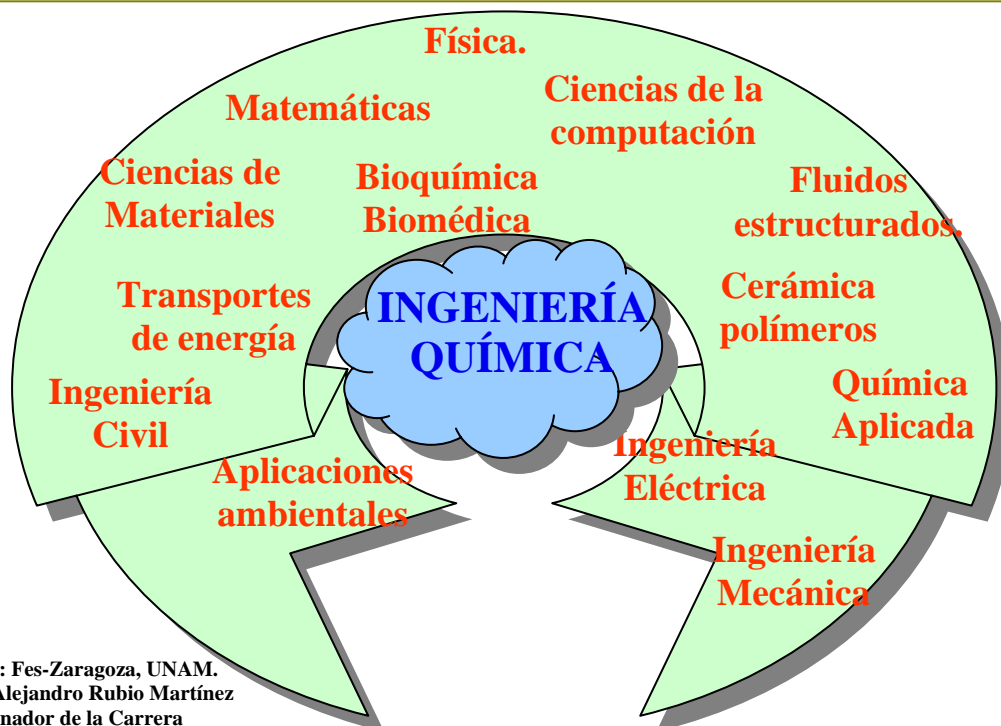 Física.
Matemáticas
Ciencias de la
computación
Ciencias de
Materiales
Bioquímica
Biomédica
Fluidos
estructurados.
Transportes
de energía
INGENIERÍA
QUÍMICA
Cerámica
polímeros
Ingeniería
Civil
Química
Aplicada
Aplicaciones
ambientales
Ingeniería
Eléctrica
Ingeniería
Mecánica
: Fes-Zaragoza, UNAM.
Alejandro Rubio Martínez
nador de la Carrera